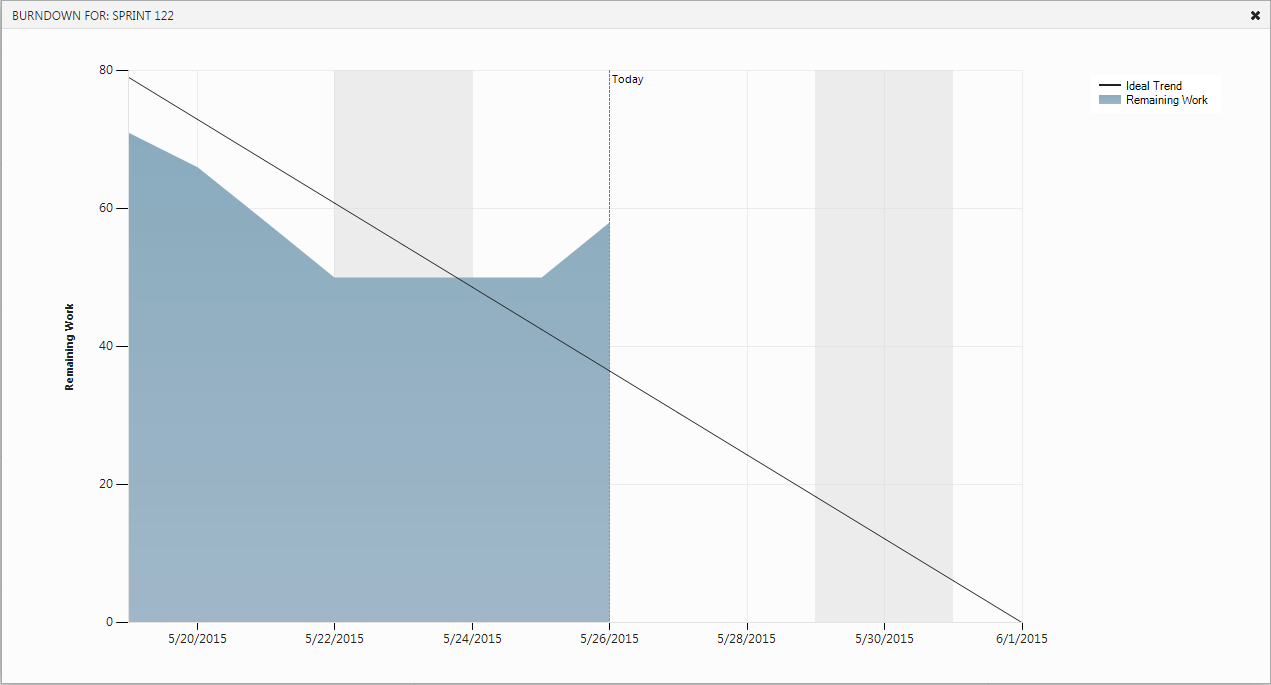 BURNDOWN FOR: SPRINT 122
80
Today
Ideal Trend
Remaining Work
60
Remaining Work
40
20
0
5/20/2015 5/22/2015 5/24/2015 5/26/2015 5/28/2015 5/30/2015 6/1/2015